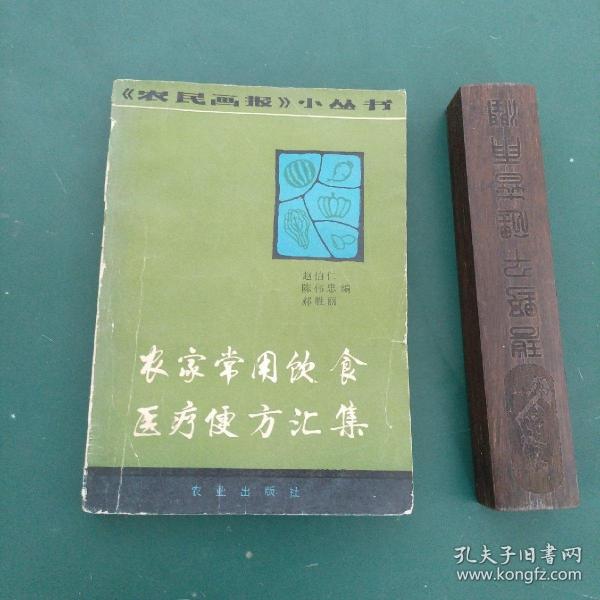 《农民画报》小丛书
赵伯仁
陈伟忠 编
郝胜丽
农家常用饮食
医疗便方汇集
农业出版社
孔夫子旧书网
www.kongfz.com